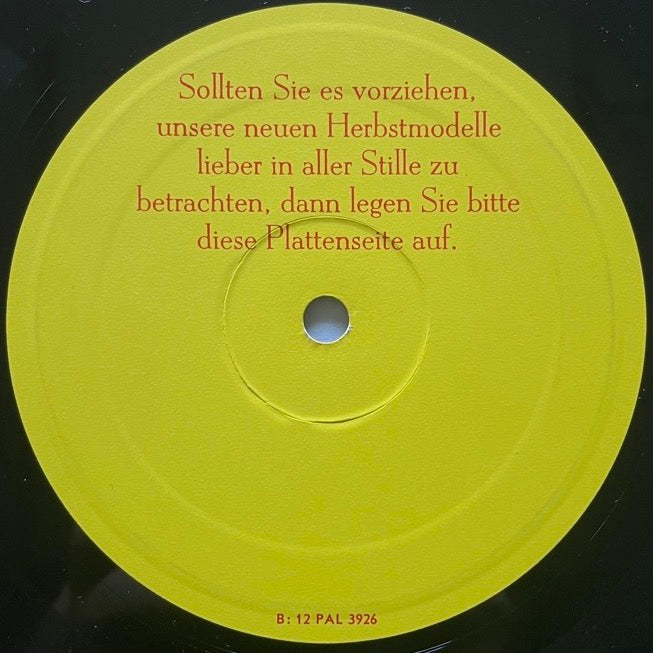 Sollten Sie es vorziehen,
unsere neuen Herbstmodelle
lieber in aller Stille zu
betrachten, dann legen Sie bitte
diese Plattenseite auf.
B: 12 PAL 3926